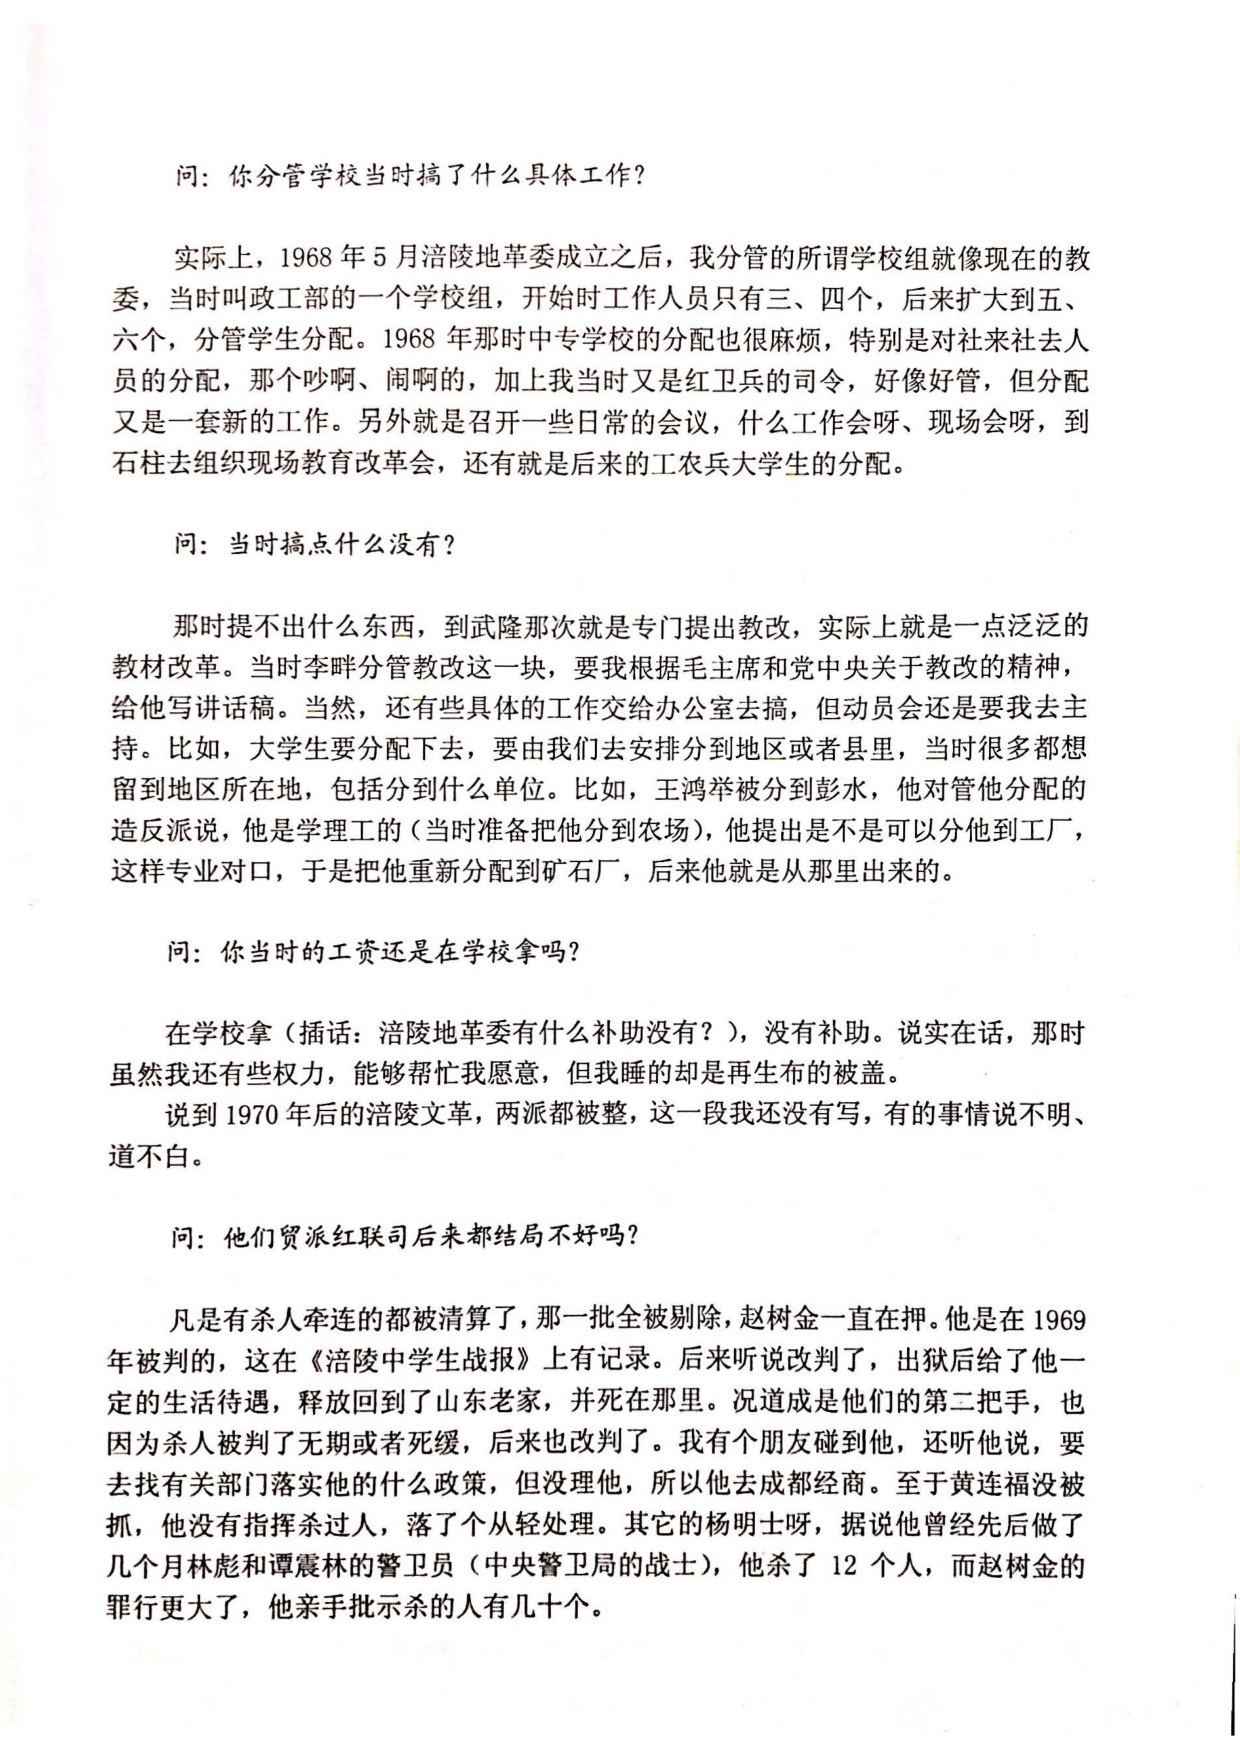 问：你分管学校当时搞了什么具体工作？
实际上，1968 年 5 月涪陵地革委成立之后，我分管的所谓学校组就像现在的教
委，当时叫政工部的一个学校组，开始时工作人员只有三、四个，后来扩大到五、
六个，分管学生分配。1968 年那时中专学校的分配也很麻烦，特别是对社来社去人
员的分配，那个吵啊、闹啊的，加上我当时又是红卫兵的司令，好像好管，但分配
又是一套新的工作。另外就是召开一些日常的会议，什么工作会呀、现场会呀，到
石柱去组织现场教育改革会，还有就是后来的工农兵大学生的分配。
问：当时搞点什么没有？
那时提不出什么东西，到武隆那次就是专门提出教改，实际上就是一点泛泛的
教材改革。当时李畔分管教改这一块，要我根据毛主席和党中央关于教改的精神，
给他写讲话稿。当然，还有些具体的工作交给办公室去搞，但动员会还是要我去主
持。比如，大学生要分配下去，要由我们去安排分到地区或者县里，当时很多都想
留到地区所在地，包括分到什么单位。比如，王鸿举被分到彭水，他对管他分配的
造反派说，他是学理工的（当时准备把他分到农场），他提出是不是可以分他到工厂，
这样专业对口，于是把他重新分配到矿石厂，后来他就是从那里出来的。
问：你当时的工资还是在学校拿吗？
在学校拿（插话：涪陵地革委有什么补助没有？），没有补助。说实在话，那时
虽然我还有些权力，能够帮忙我愿意，但我睡的却是再生布的被盖。
说到 1970 年后的涪陵文革，两派都被整，这一段我还没有写，有的事情说不明、
道不白。
问：他们贸派红联司后来都结局不好吗？
凡是有杀人牵连的都被清算了，那一批全被剔除，赵树金一直在押。他是在 1969
年被判的，这在《涪陵中学生战报》上有记录。后来听说改判了，出狱后给了他一
定的生活待遇，释放回到了山东老家，并死在那里。况道成是他们的第二把手，也
因为杀人被判了无期或者死缓，后来也改判了。我有个朋友碰到他，还听他说，要
去找有关部门落实他的什么政策，但没理他，所以他去成都经商。至于黄连福没被
抓，他没有指挥杀过人，落了个从轻处理。其它的杨明士呀，据说他曾经先后做了
几个月林彪和谭震林的警卫员（中央警卫局的战士），他杀了 12 个人，而赵树金的
罪行更大了，他亲手批示杀的人有几十个。